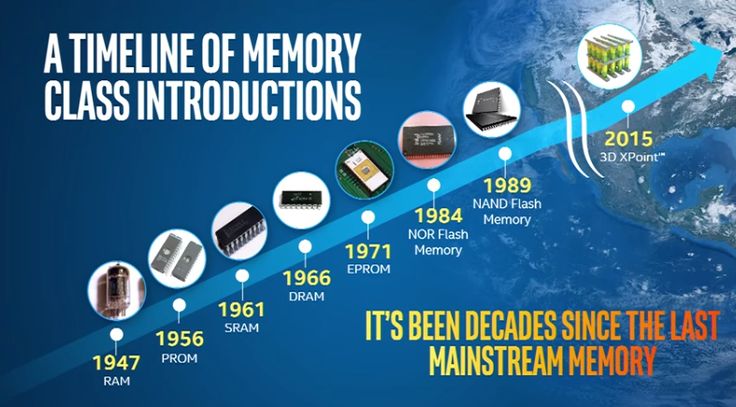 A TIMELINE OF MEMORY
CLASS INTRODUCTIONS
1947
RAM
1956
PROM
1961
SRAM
1966
DRAM
1971
EPROM
1984
NOR Flash
Memory
1989
NAND Flash
Memory
2015
3D XPoint™
IT'S BEEN DECADES SINCE THE LAST
MAINSTREAM MEMORY